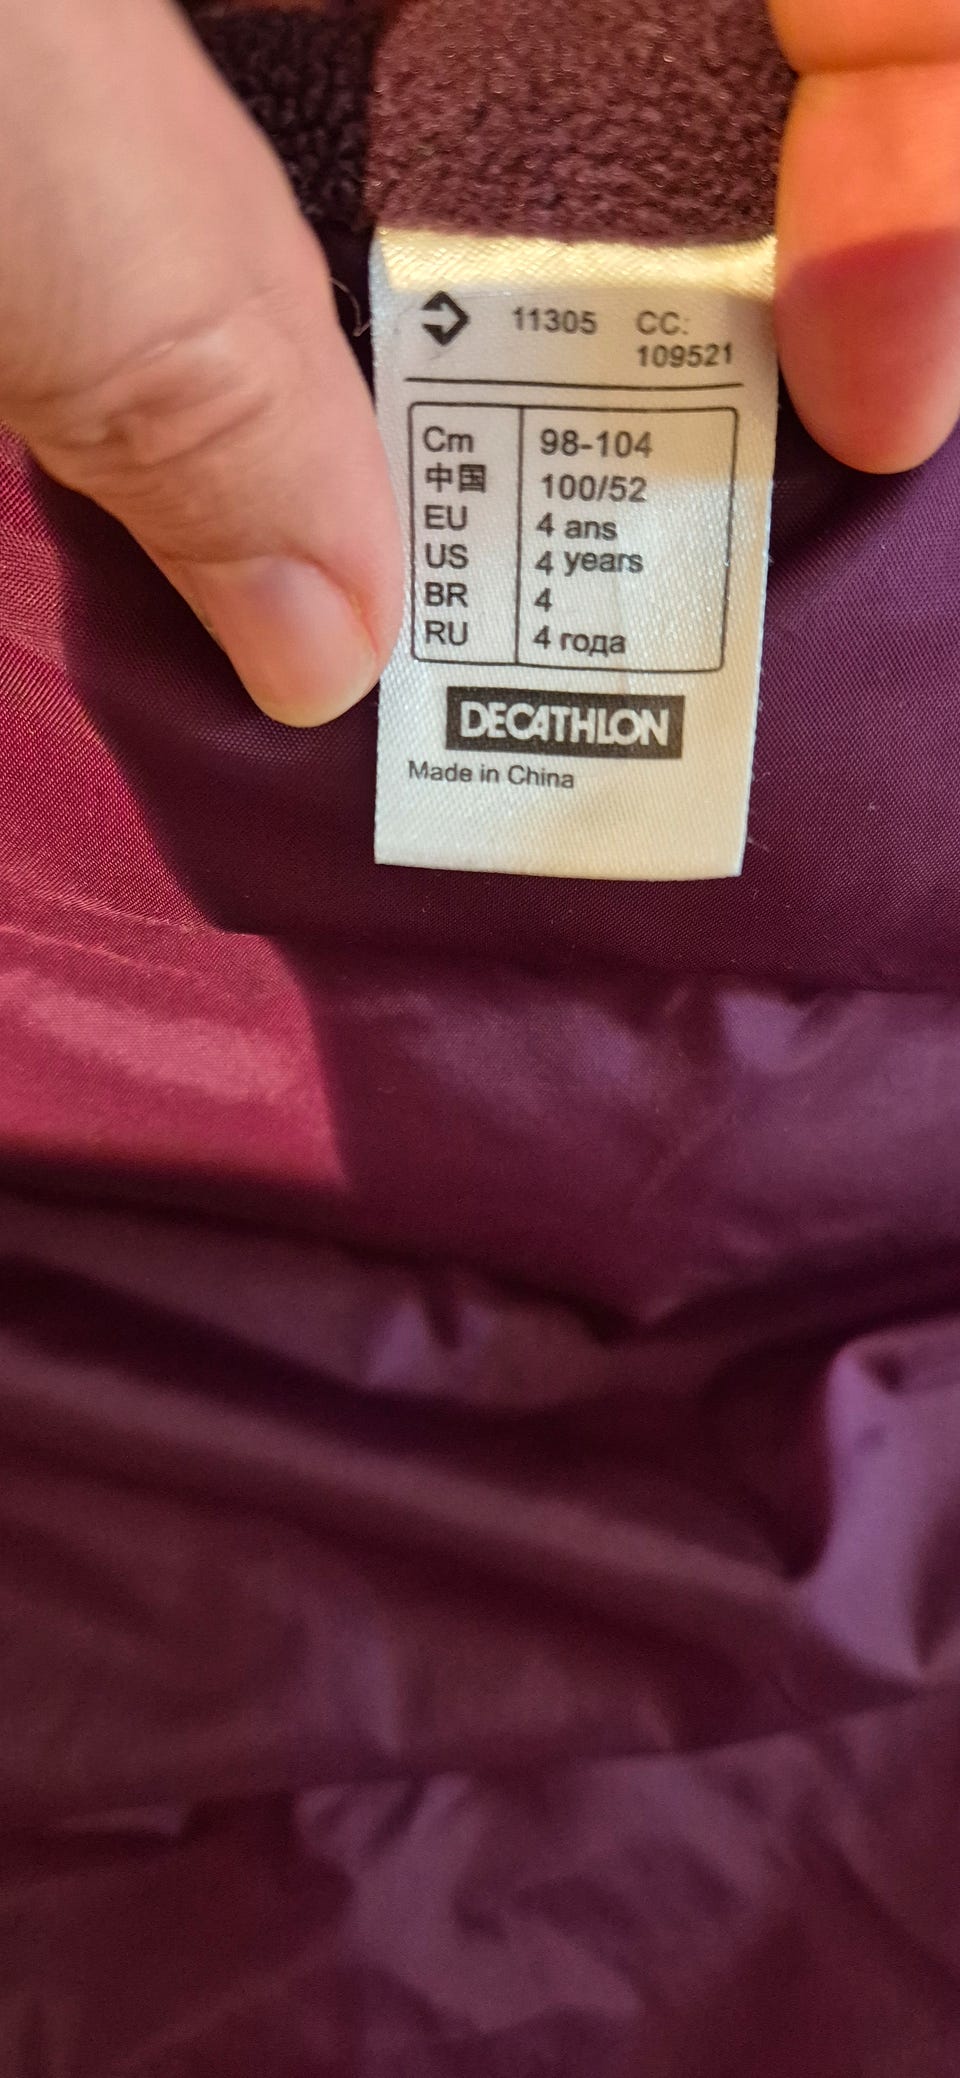 11305 CC:
109521
Cm 98-104
中国 100/52
EU 4 ans
US 4 years
BR 4
RU 4 года
DECATHLON
Made in China